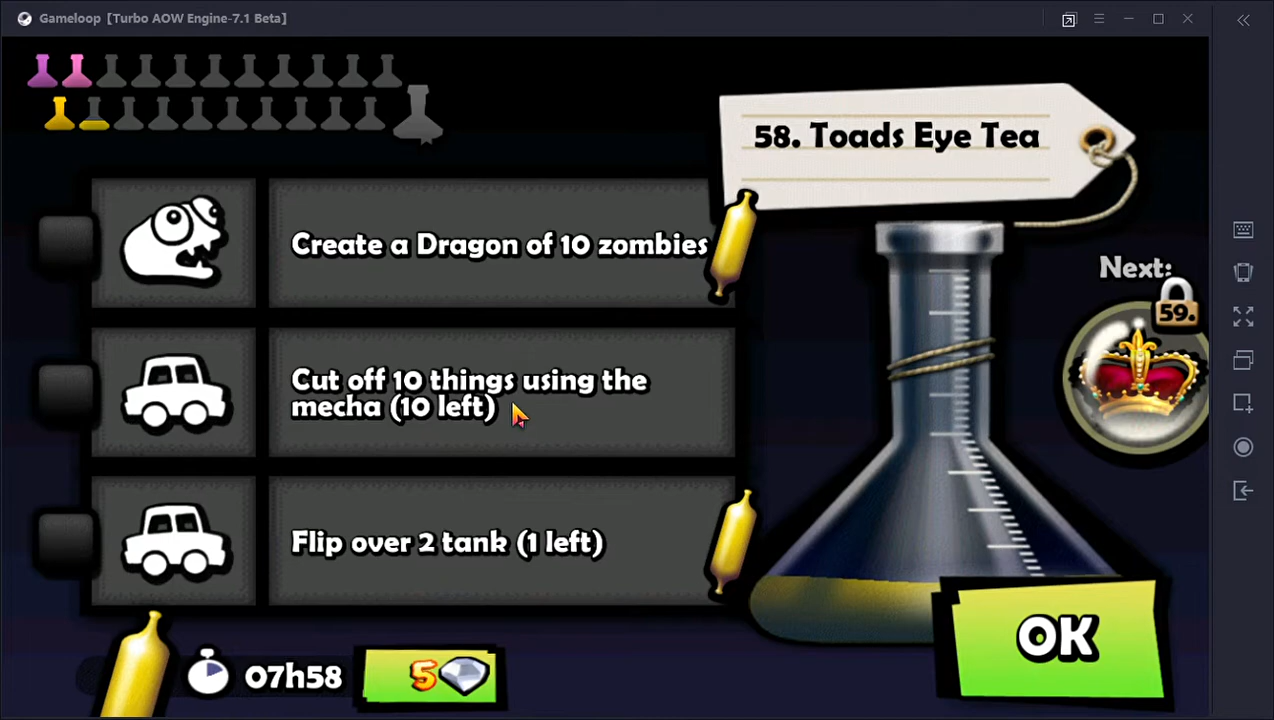 Gameloop【Turbo AOW Engine-7.1 Beta】
58. Toads Eye Tea
Create a Dragon of 10 zombies
Next:
59.
Cut off 10 things using the
mecha (10 left)
Flip over 2 tank (1 left)
07h58
5
OK